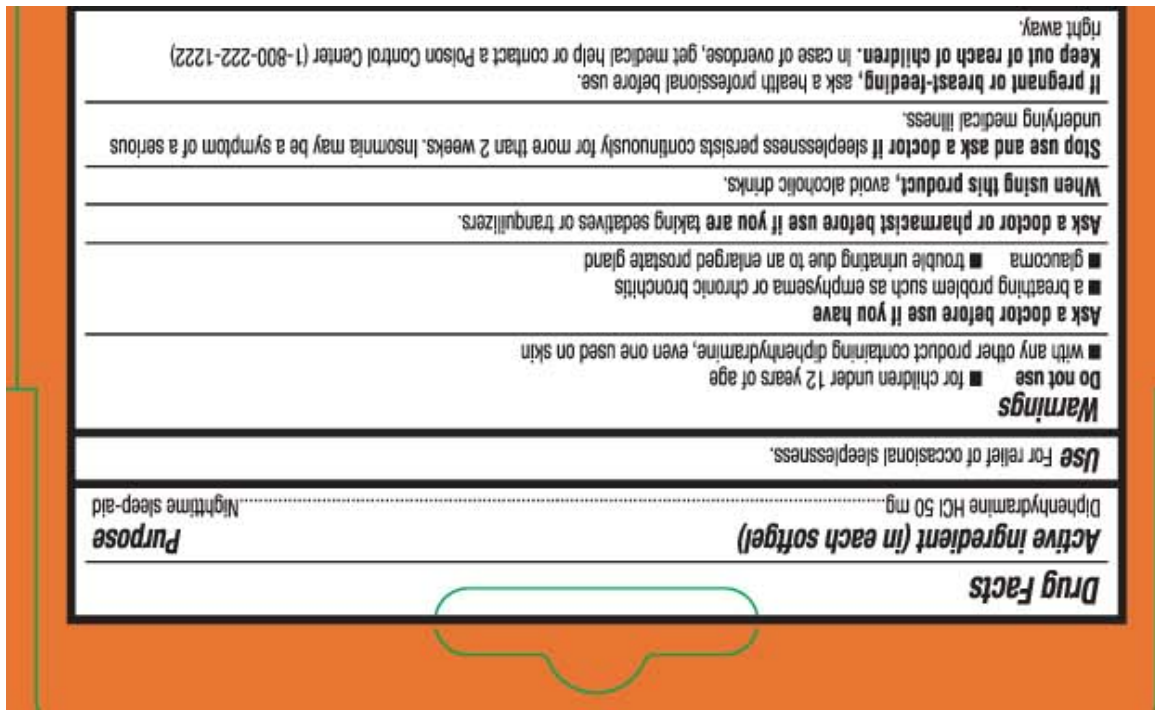 Drug Facts
Active ingredient (in each softgel) Purpose
Diphenhydramine HCl 50 mg................................................................Nighttime sleep-aid
Use For relief of occasional sleeplessness.
Warnings
Do not use ■ for children under 12 years of age
■ with any other product containing diphenhydramine, even one used on skin
Ask a doctor before use if you have
■ a breathing problem such as emphysema or chronic bronchitis
■ glaucoma ■ trouble urinating due to an enlarged prostate gland
Ask a doctor or pharmacist before use if you are taking sedatives or tranquilizers.
When using this product, avoid alcoholic drinks.
Stop use and ask a doctor if sleeplessness persists continuously for more than 2 weeks. Insomnia may be a symptom of a serious
underlying medical illness.
If pregnant or breast-feeding, ask a health professional before use.
Keep out of reach of children. In case of overdose, get medical help or contact a Poison Control Center (1-800-222-1222)
right away.